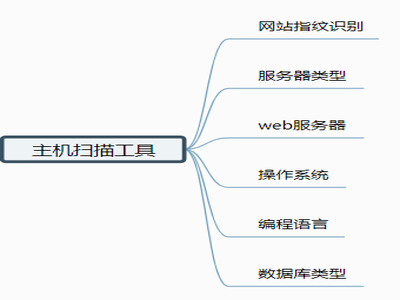 网站指纹识别
服务器类型
web服务器
主机扫描工具
操作系统
编程语言
数据库类型